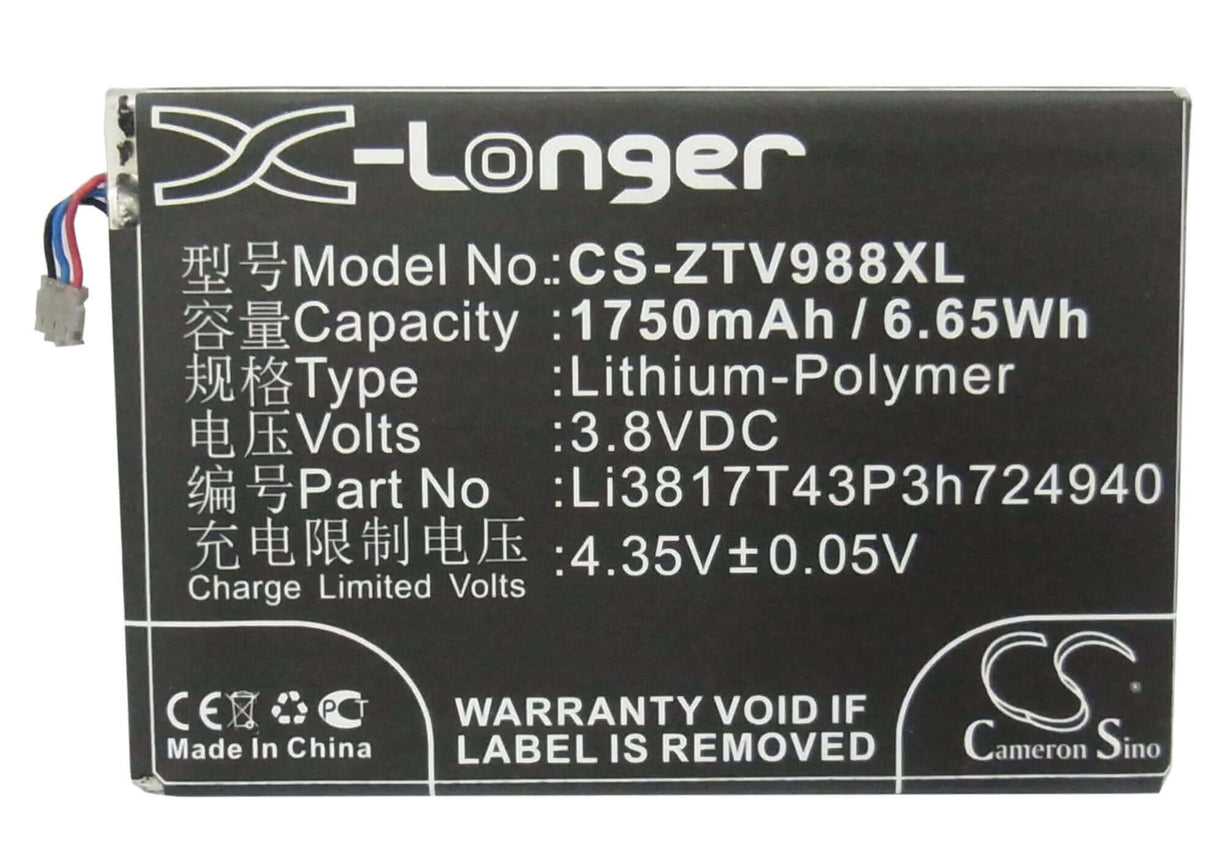 X-Longer
型号Model No.:CS-ZTV988XL
容量Capacity :1750mAh / 6.65Wh
规格Type :Lithium-Polymer
电压Volts :3.8VDC
编号Part No :Li3817T43P3h724940
充电限制电压 :4.35V±0.05V
Charge Limited Volts
CE PCT
Made In China
WARRANTY VOID IF
LABEL IS REMOVED
CS ®
Cameron Sino